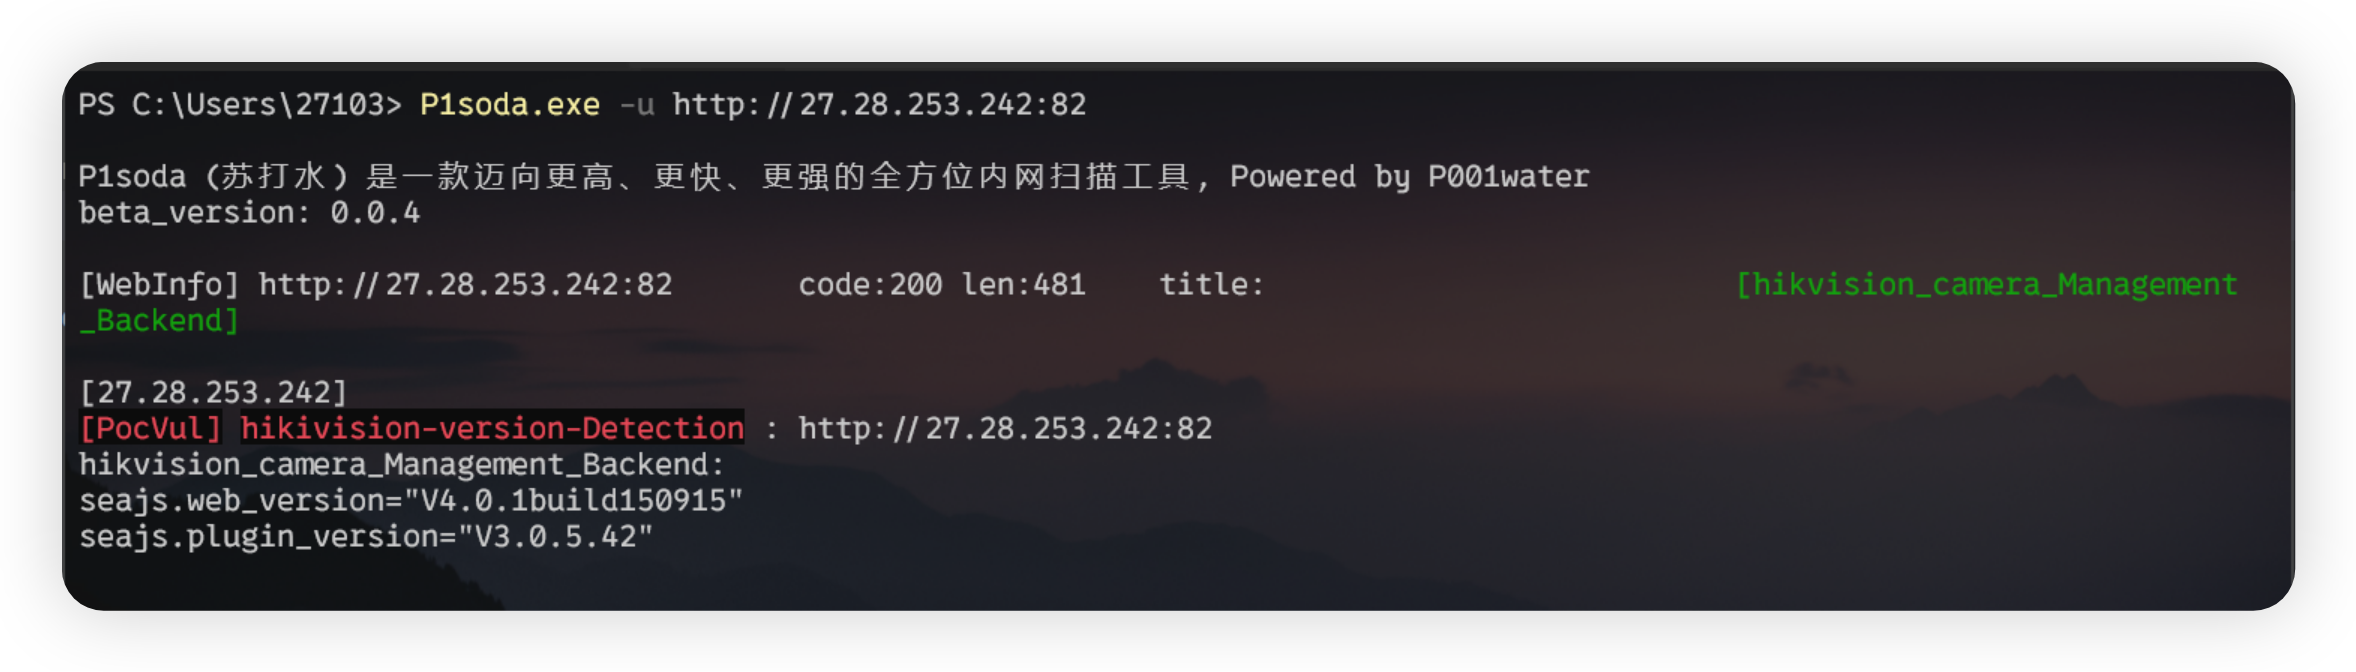 PS C:\Users\27103> P1soda.exe -u http://27.28.253.242:82
P1soda (苏打水) 是一款迈向更高、更快、更强的全方位内网扫描工具, Powered by P001water
beta_version: 0.0.4
[WebInfo] http://27.28.253.242:82 code:200 len:481 title: [hikvision_camera_Management
_Backend]
[27.28.253.242]
[PocVul] hikivision-version-Detection : http://27.28.253.242:82
hikvision_camera_Management_Backend:
seajs.web_version="V4.0.1build150915"
seajs.plugin_version="V3.0.5.42"